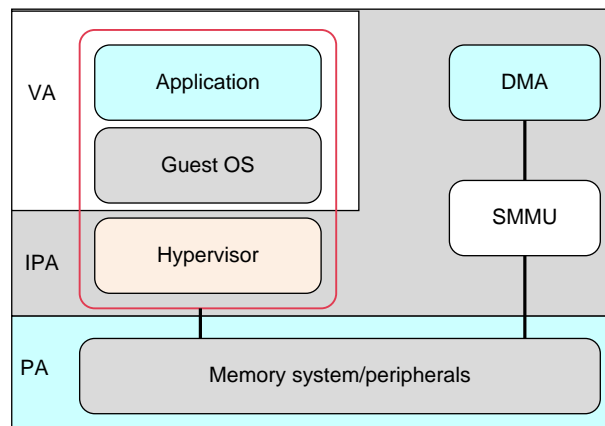 VA
Application
DMA
Guest OS
SMMU
IPA
Hypervisor
PA
Memory system/peripherals